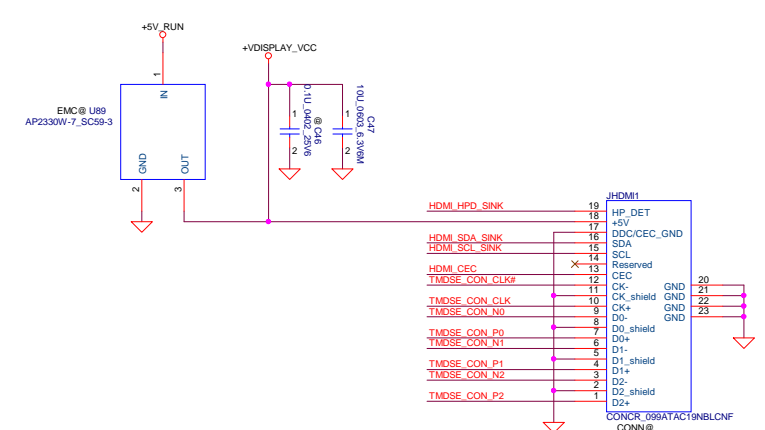 +5V_RUN
+VDISPLAY_VCC
1
IN
EMC@ U89
AP2330W-7_SC59-3
GND
OUT
2
3
1
2
@ C46
0.1U_0402_25V6
1
2
C47
10U_0603_6.3V6M
JHDMI1
HDMI_HPD_SINK 19 HP_DET
18 +5V
17 DDC/CEC_GND
HDMI_SDA_SINK 16 SDA
HDMI_SCL_SINK 15 SCL
14 Reserved
HDMI_CEC 13 CEC
TMDSE_CON_CLK# 12 CK- GND 20
11 CK_shield GND 21
TMDSE_CON_CLK 10 CK+ GND 22
TMDSE_CON_N0 9 D0- GND 23
8 D0_shield
TMDSE_CON_P0 7 D0+
TMDSE_CON_N1 6 D1-
5 D1_shield
TMDSE_CON_P1 4 D1+
TMDSE_CON_N2 3 D2-
2 D2_shield
TMDSE_CON_P2 1 D2+
CONCR_099ATAC19NBLCNF
CONN@